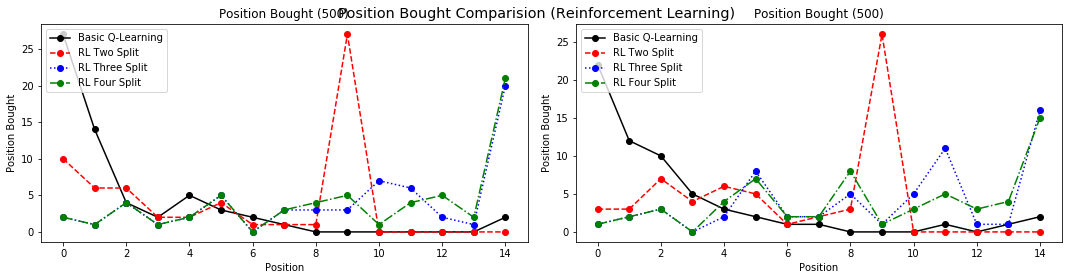 Position Bought Comparision (Reinforcement Learning)
Position Bought (500)
Position Bought
25
20
15
10
5
0
Basic Q-Learning
RL Two Split
RL Three Split
RL Four Split
0 2 4 6 8 10 12 14
Position
Position Bought (500)
Position Bought
25
20
15
10
5
0
Basic Q-Learning
RL Two Split
RL Three Split
RL Four Split
0 2 4 6 8 10 12 14
Position